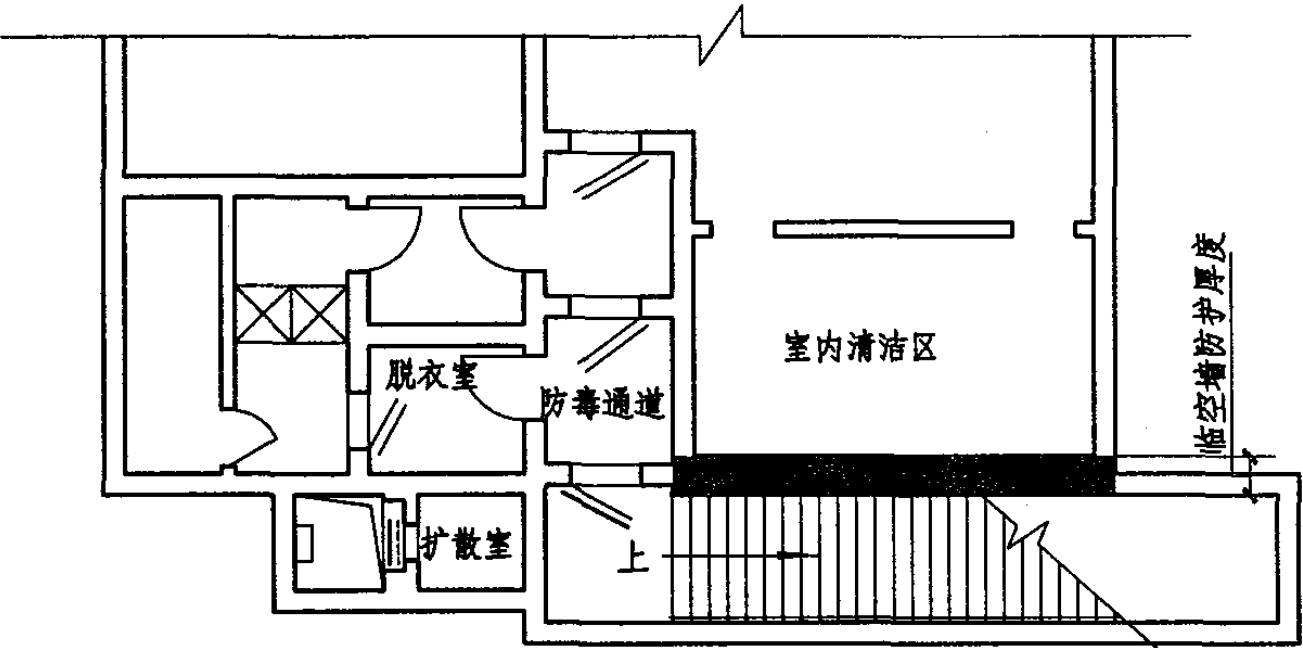 室内清洁区
临空墙防护厚度
脱衣室
防毒通道
扩散室
上